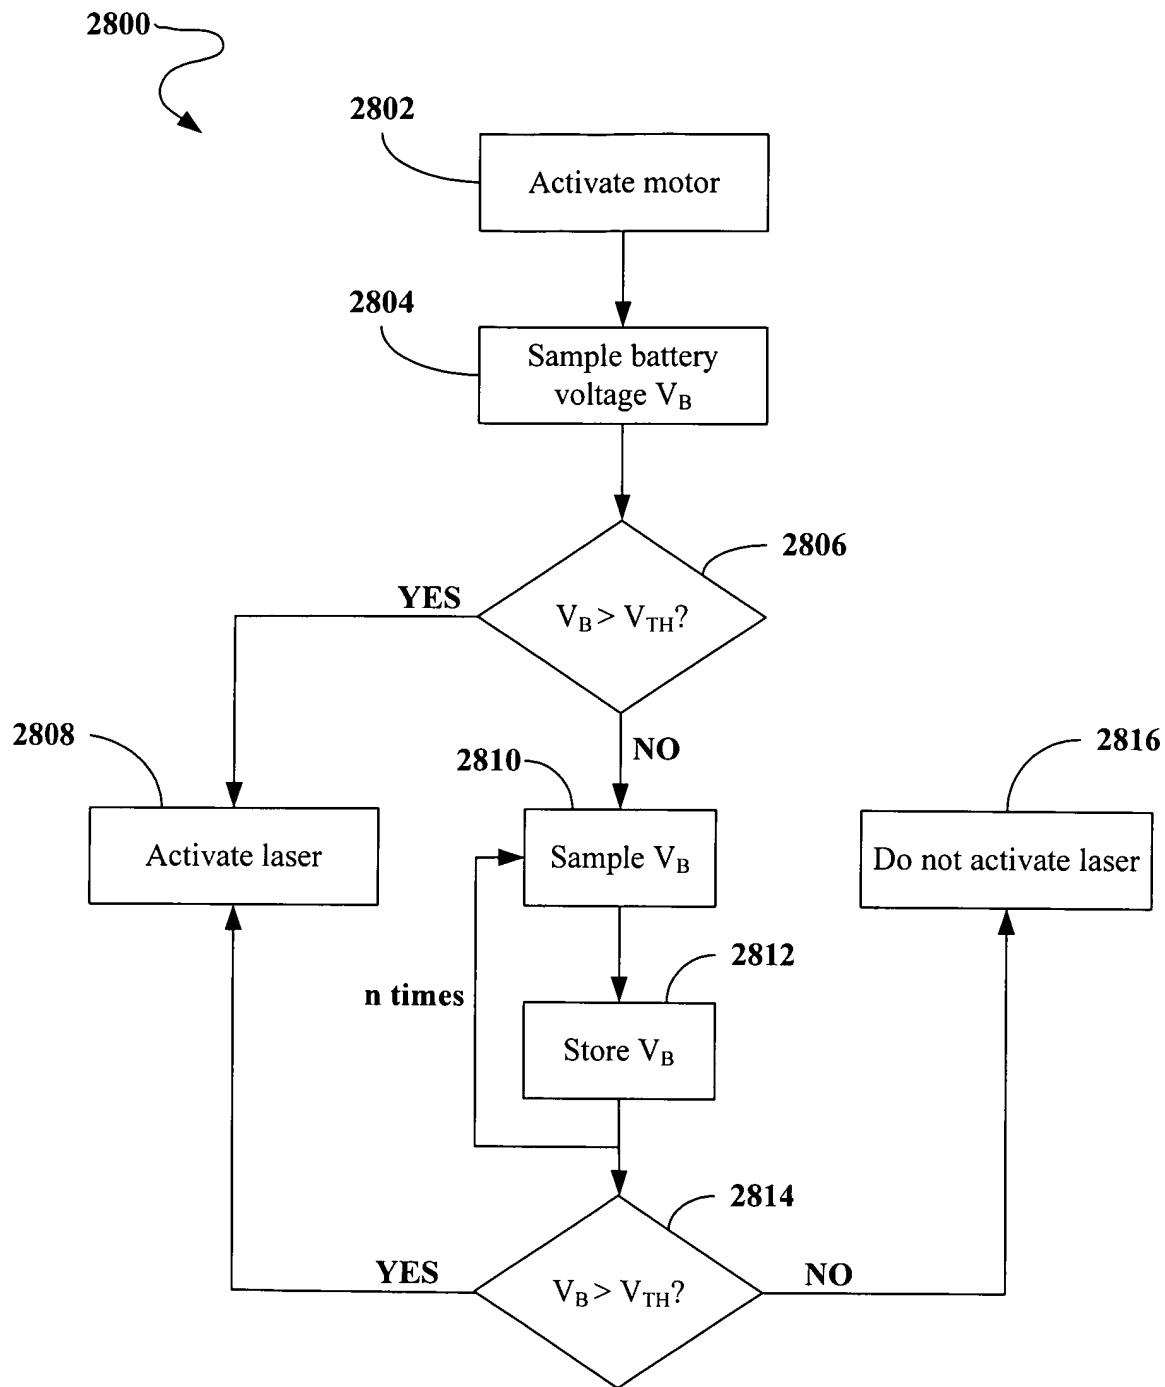 2800
2802
Activate motor
2804
Sample battery
voltage V_B
2806
YES
V_B > V_TH?
2808
NO
2810
2816
Activate laser
Sample V_B
Do not activate laser
2812
n times
Store V_B
2814
YES
NO
V_B > V_TH?